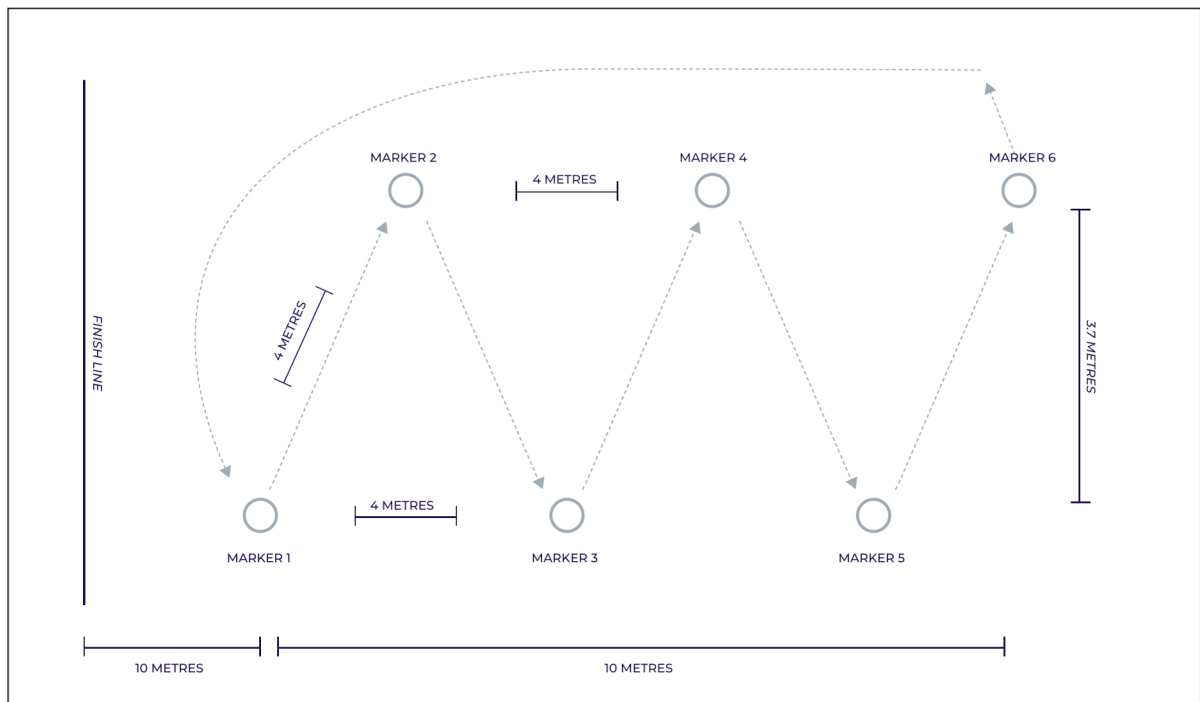 MARKER 2
MARKER 4
MARKER 6
4 METRES
4 METRES
FINISH LINE
3.7 METRES
4 METRES
MARKER 1
MARKER 3
MARKER 5
10 METRES
10 METRES